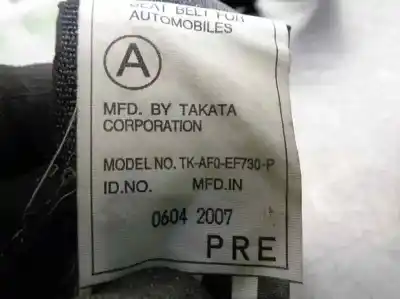 SEAT BELT FOR
AUTOMOBILES
A
MFD. BY TAKATA
CORPORATION
MODEL NO. TK-AF0-EF730-P
ID.NO. MFD.IN
0604 2007
PRE